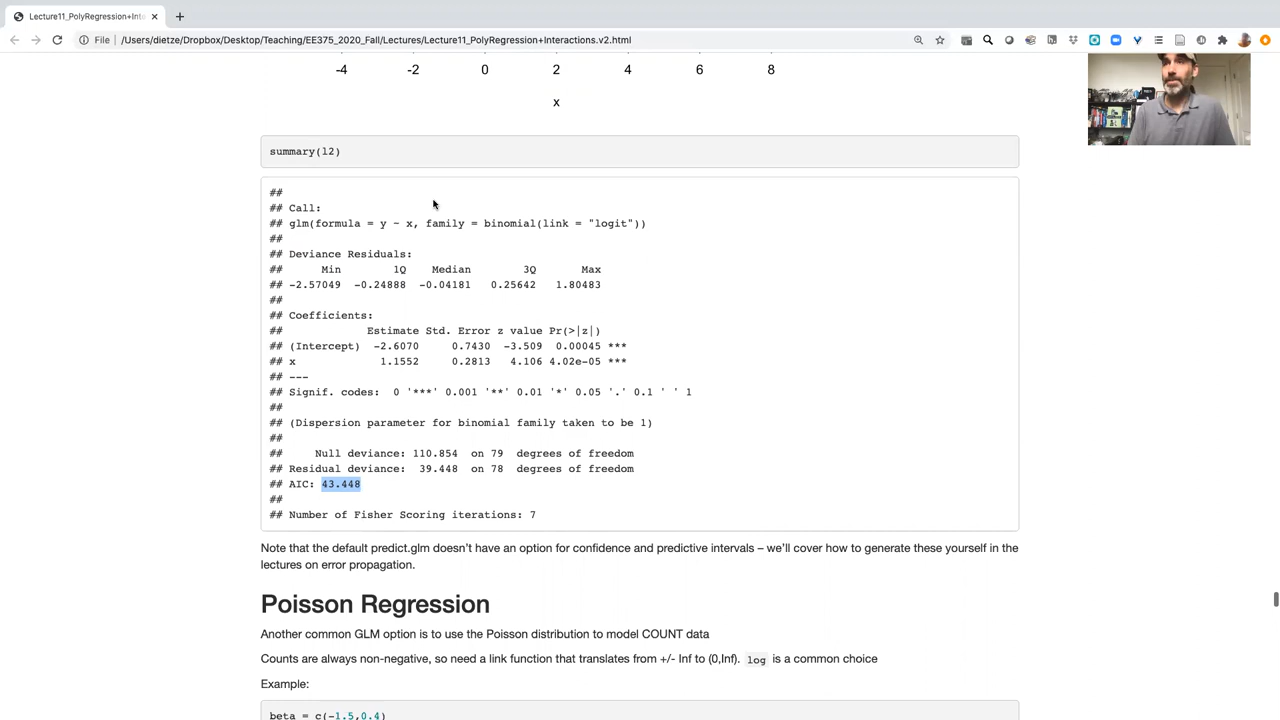 Lecture11_PolyRegression+Inte
File
/Users/dietze/Dropbox/Desktop/Teaching/EE375_2020_Fall/Lectures/Lecture11_PolyRegression+Interactions.v2.html
-4 -2 0 2 4 6 8
x
summary(l2)
##
## Call:
## glm(formula = y ~ x, family = binomial(link = "logit"))
##
## Deviance Residuals:
## Min 1Q Median 3Q Max
## -2.57049 -0.24888 -0.04181 0.25642 1.80483
##
## Coefficients:
## Estimate Std. Error z value Pr(>|z|)
## (Intercept) -2.6070 0.7430 -3.509 0.00045 ***
## x 1.1552 0.2813 4.106 4.02e-05 ***
## ---
## Signif. codes: 0 '***' 0.001 '**' 0.01 '*' 0.05 '.' 0.1 ' ' 1
##
## (Dispersion parameter for binomial family taken to be 1)
##
## Null deviance: 110.854 on 79 degrees of freedom
## Residual deviance: 39.448 on 78 degrees of freedom
## AIC: 43.448
##
## Number of Fisher Scoring iterations: 7
Note that the default predict.glm doesn't have an option for confidence and predictive intervals – we'll cover how to generate these yourself in the
lectures on error propagation.
Poisson Regression
Another common GLM option is to use the Poisson distribution to model COUNT data
Counts are always non-negative, so need a link function that translates from +/- Inf to (0,Inf). log is a common choice
Example:
beta = c(-1.5,0.4)